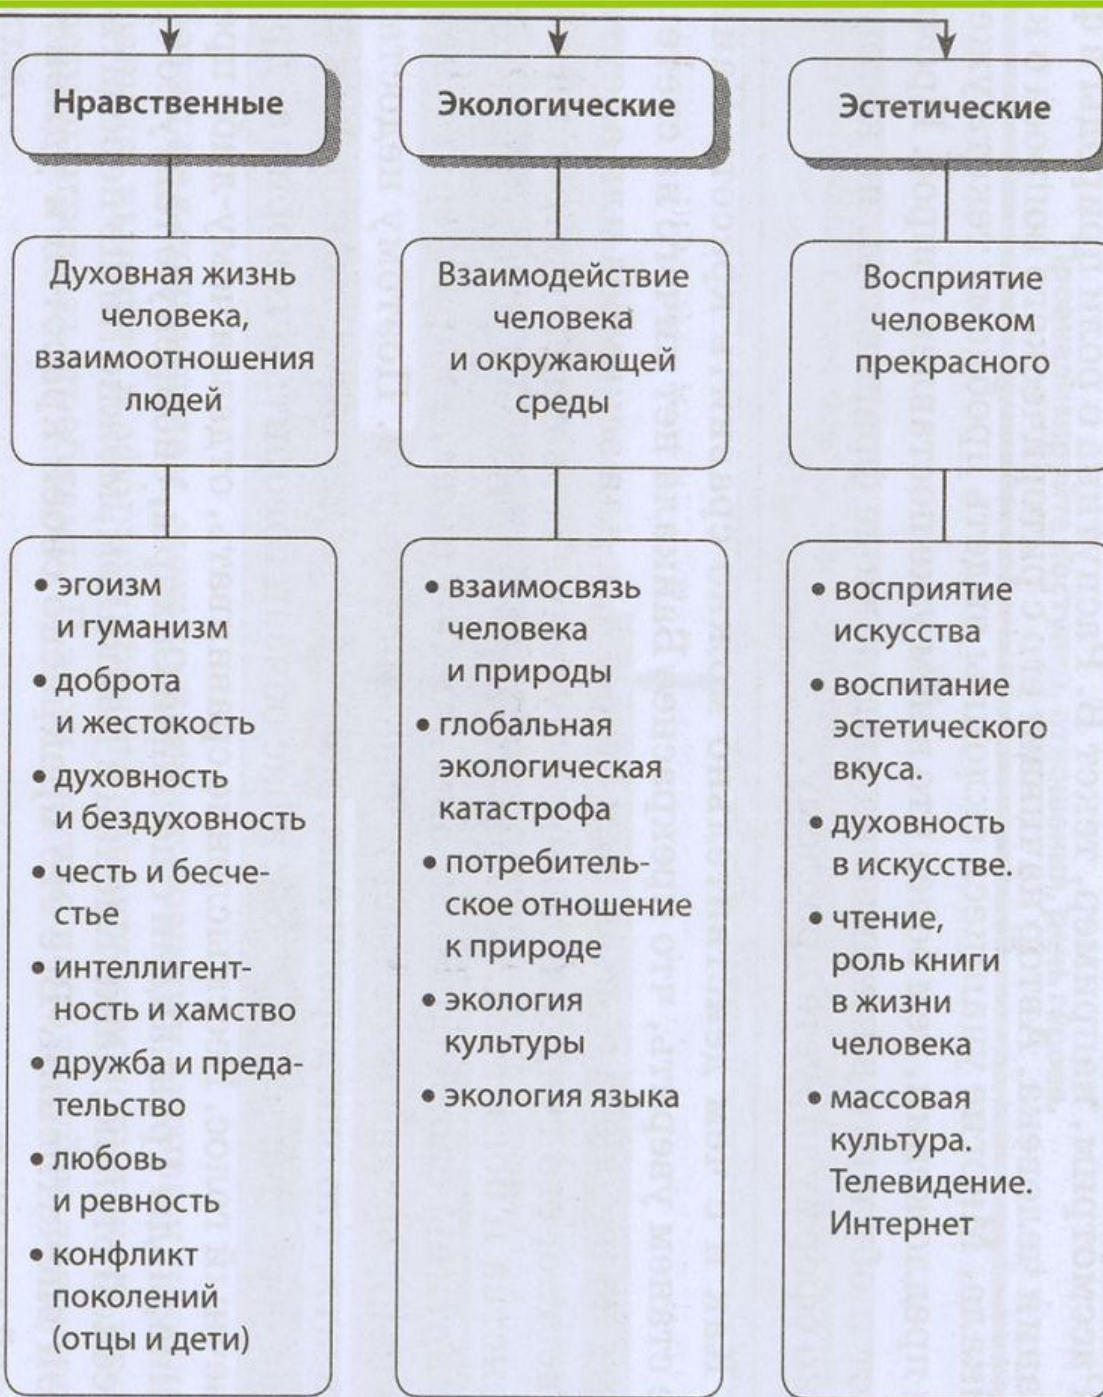 Нравственные
Духовная жизнь
человека,
взаимоотношения
людей
• эгоизм
и гуманизм
• доброта
и жестокость
• духовность
и бездуховность
• честь и бесче-
стье
• интеллигент-
ность и хамство
• дружба и преда-
тельство
• любовь
и ревность
• конфликт
поколений
(отцы и дети)
Экологические
Взаимодействие
человека
и окружающей
среды
• взаимосвязь
человека
и природы
• глобальная
экологическая
катастрофа
• потребитель-
ское отношение
к природе
• экология
культуры
• экология языка
Эстетические
Восприятие
человеком
прекрасного
• восприятие
искусства
• воспитание
эстетического
вкуса.
• духовность
в искусстве.
• чтение,
роль книги
в жизни
человека
• массовая
культура.
Телевидение.
Интернет